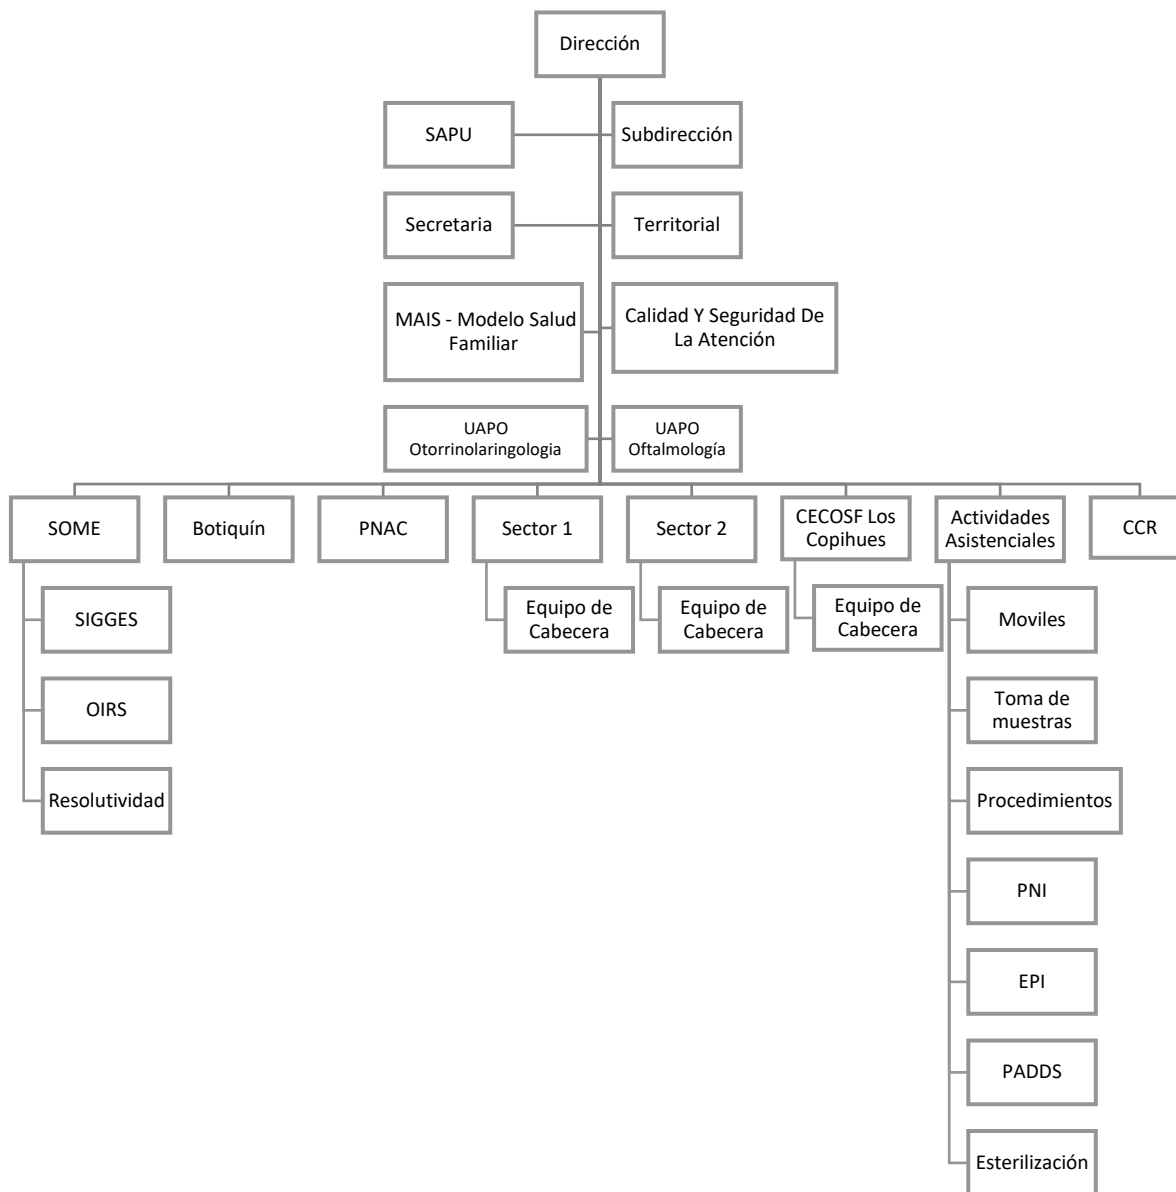 Dirección
SAPU
Subdirección
Secretaria
Territorial
MAIS - Modelo Salud
Familiar
Calidad Y Seguridad De
La Atención
UAPO
Otorrinolaringologia
UAPO
Oftalmología
SOME
Botiquín
PNAC
Sector 1
Sector 2
CECOSF Los
Copihues
Actividades
Asistenciales
CCR
SIGGES
OIRS
Resolutividad
Equipo de
Cabecera
Equipo de
Cabecera
Equipo de
Cabecera
Moviles
Toma de
muestras
Procedimientos
PNI
EPI
PADDS
Esterilización